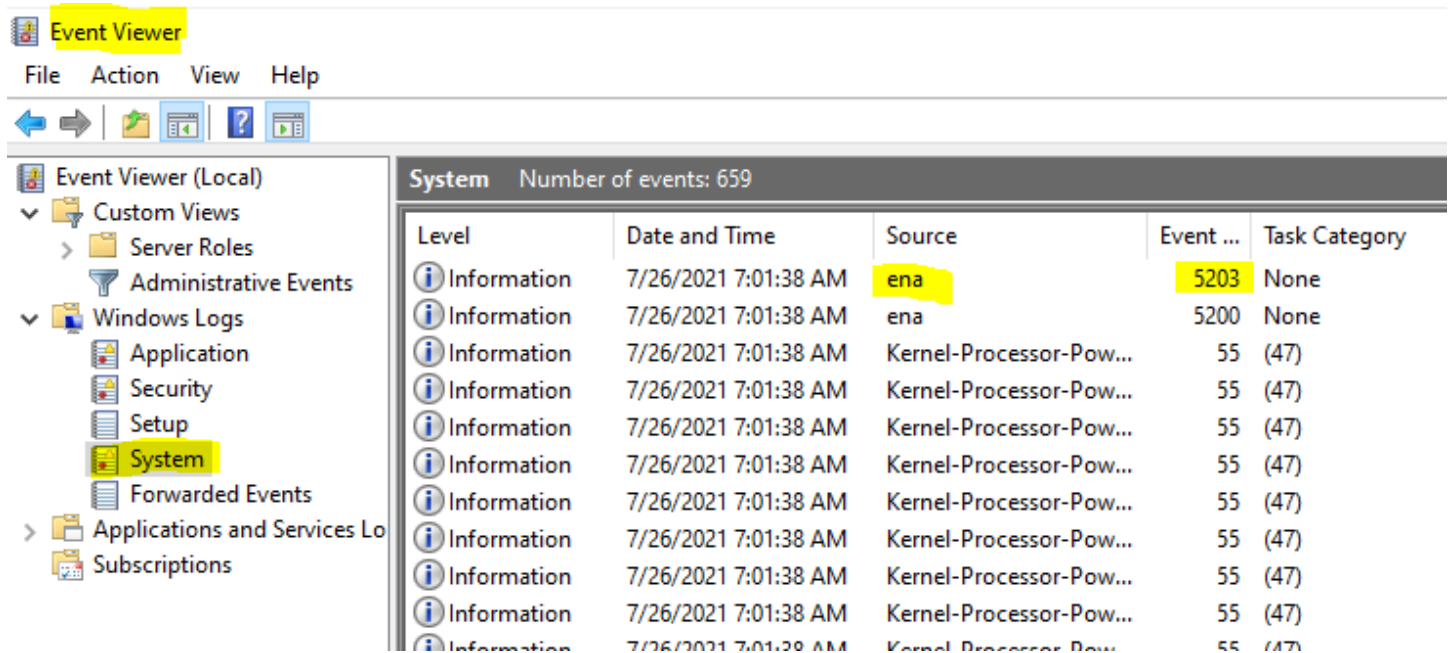 Event Viewer
File Action View Help
Event Viewer (Local)
Custom Views
Server Roles
Administrative Events
Windows Logs
Application
Security
Setup
System
Forwarded Events
Applications and Services Lo
Subscriptions
System Number of events: 659
Level Date and Time Source Event ... Task Category
Information 7/26/2021 7:01:38 AM ena 5203 None
Information 7/26/2021 7:01:38 AM ena 5200 None
Information 7/26/2021 7:01:38 AM Kernel-Processor-Pow... 55 (47)
Information 7/26/2021 7:01:38 AM Kernel-Processor-Pow... 55 (47)
Information 7/26/2021 7:01:38 AM Kernel-Processor-Pow... 55 (47)
Information 7/26/2021 7:01:38 AM Kernel-Processor-Pow... 55 (47)
Information 7/26/2021 7:01:38 AM Kernel-Processor-Pow... 55 (47)
Information 7/26/2021 7:01:38 AM Kernel-Processor-Pow... 55 (47)
Information 7/26/2021 7:01:38 AM Kernel-Processor-Pow... 55 (47)
Information 7/26/2021 7:01:38 AM Kernel-Processor-Pow... 55 (47)
Information 7/26/2021 7:01:38 AM Kernel-Processor-Pow... 55 (47)